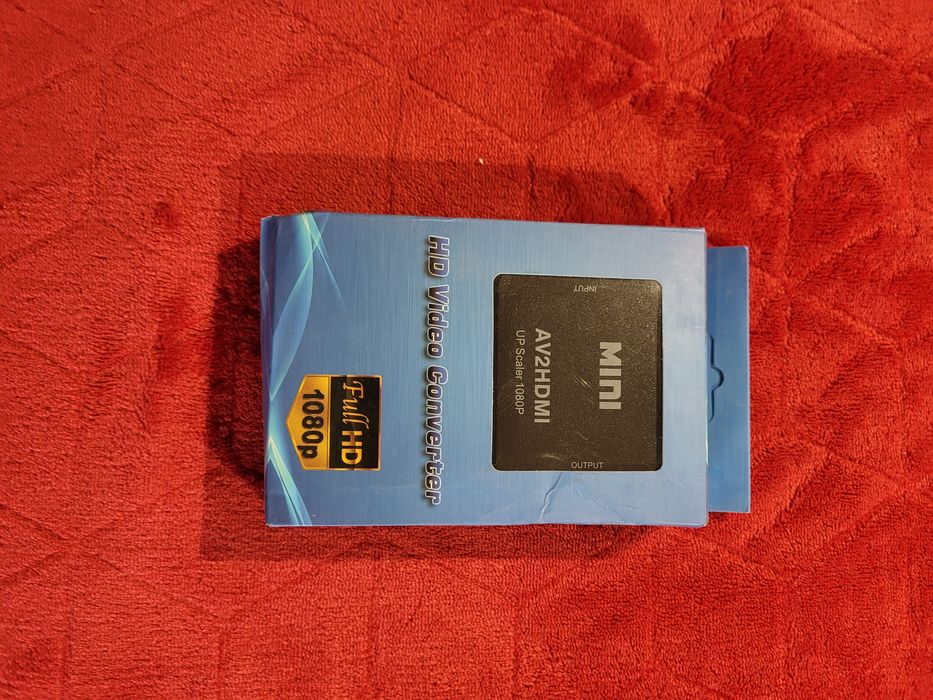 INPUT
MINI
AV2HDMI
UP Scaler 1080P
OUTPUT
HD Video Converter
Full HD
1080p